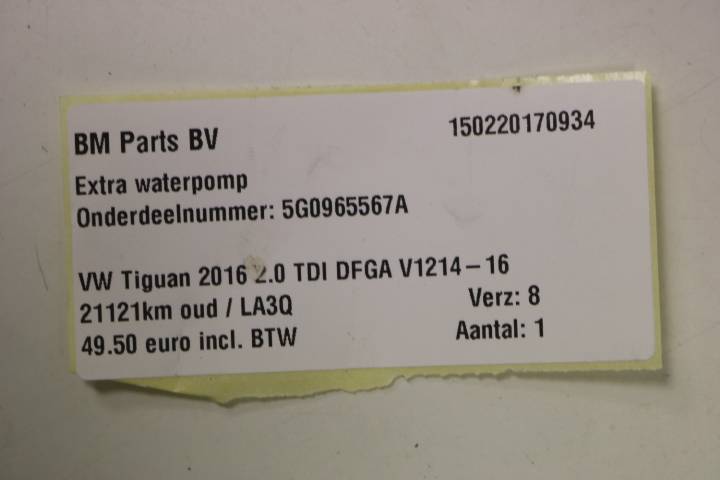 BM Parts BV 150220170934
Extra waterpomp
Onderdeelnummer: 5G0965567A
VW Tiguan 2016 2.0 TDI DFGA V1214-16
21121km oud / LA3Q Verz: 8
49.50 euro incl. BTW Aantal: 1